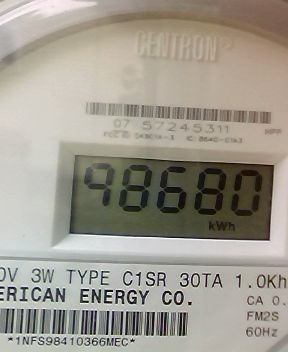 CENTRON
07 57245311 MPP
98680
kWh
0V 3W TYPE C1SR 30TA 1.0Kh
ERICAN ENERGY CO.
CA 0.
FM2S
60Hz
*1NFS98410366MEC*